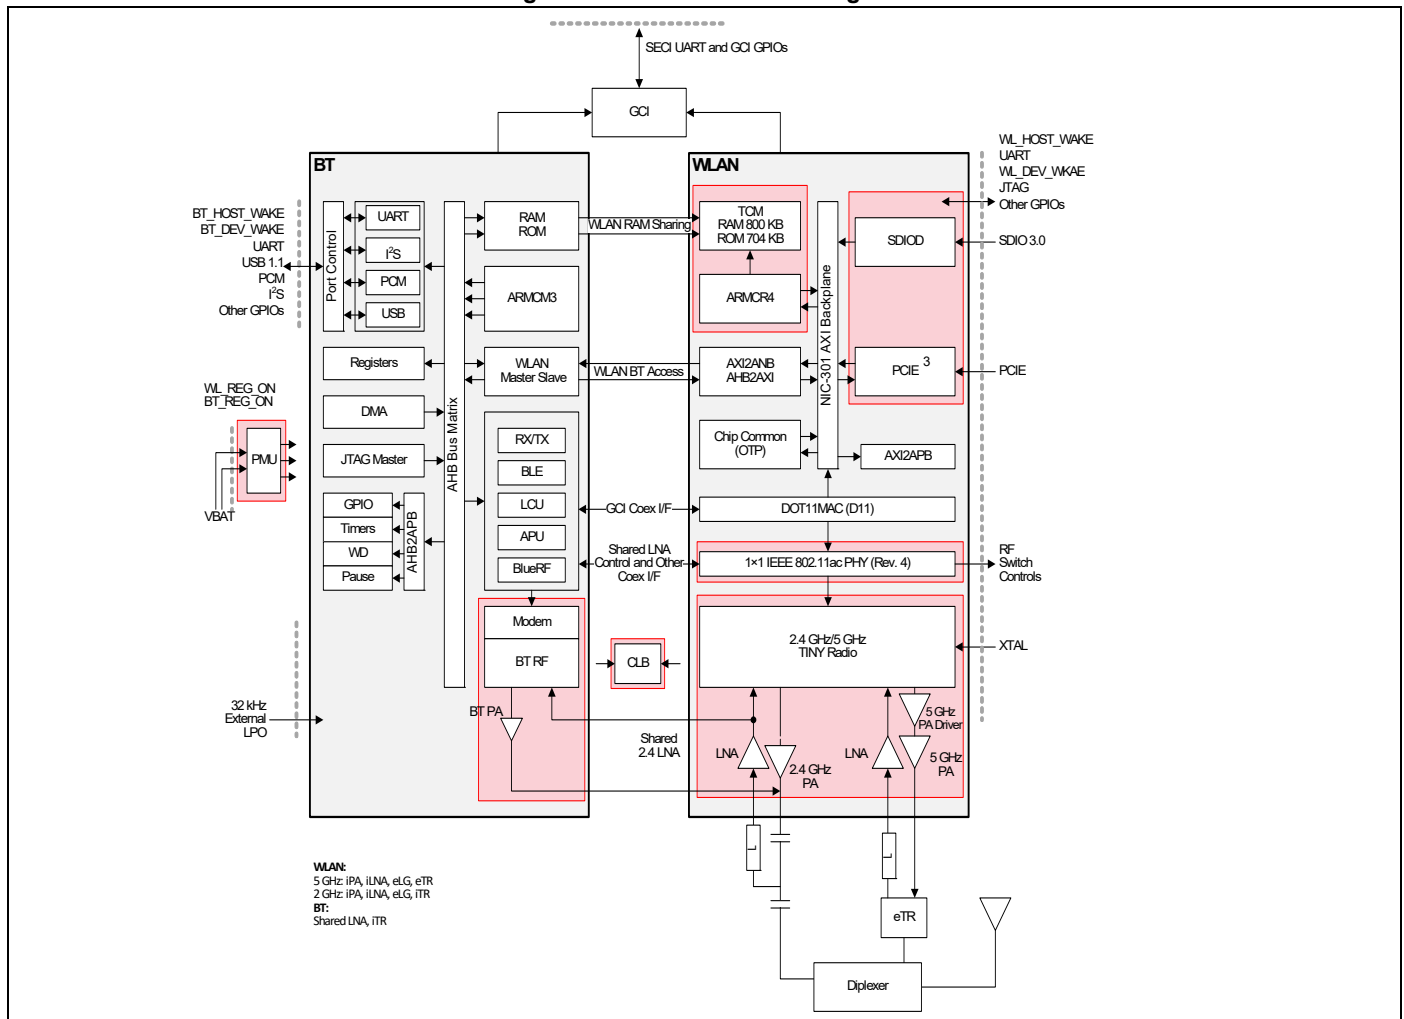 SECI UART and GCI GPIOs
GCI
BT
WLAN
WL_HOST_WAKE
UART
WL_DEV_WKAE
JTAG
Other GPIOs
SDIO 3.0
PCIE
BT_HOST_WAKE
BT_DEV_WAKE
UART
USB 1.1
PCM
I²S
Other GPIOs
Port Control
UART
I²S
PCM
USB
AHB Bus Matrix
RAM
ROM
ARMCM3
WLAN RAM Sharing
TCM
RAM 800 KB
ROM 704 KB
ARMCR4
NIC-301 AXI Backplane
SDIOD
PCIE ³
Registers
WLAN
Master Slave
WLAN BT Access
AXI2ANB
AHB2AXI
WL_REG_ON
BT_REG_ON
PMU
VBAT
DMA
JTAG Master
RX/TX
BLE
LCU
APU
BlueRF
Chip Common
(OTP)
AXI2APB
GPIO
Timers
WD
Pause
AHB2APB
GCI Coex I/F
DOT11MAC (D11)
Shared LNA
Control and Other
Coex I/F
1×1 IEEE 802.11ac PHY (Rev. 4)
RF
Switch
Controls
Modem
BT RF
CLB
2.4 GHz/5 GHz
TINY Radio
XTAL
32 kHz
External
LPO
BT PA
Shared
2.4 LNA
LNA
2.4 GHz
PA
LNA
5 GHz
PA Driver
5 GHz
PA
L
L
WLAN:
5 GHz: iPA, iLNA, eLG, eTR
2 GHz: iPA, iLNA, eLG, iTR
BT:
Shared LNA, iTR
eTR
Diplexer